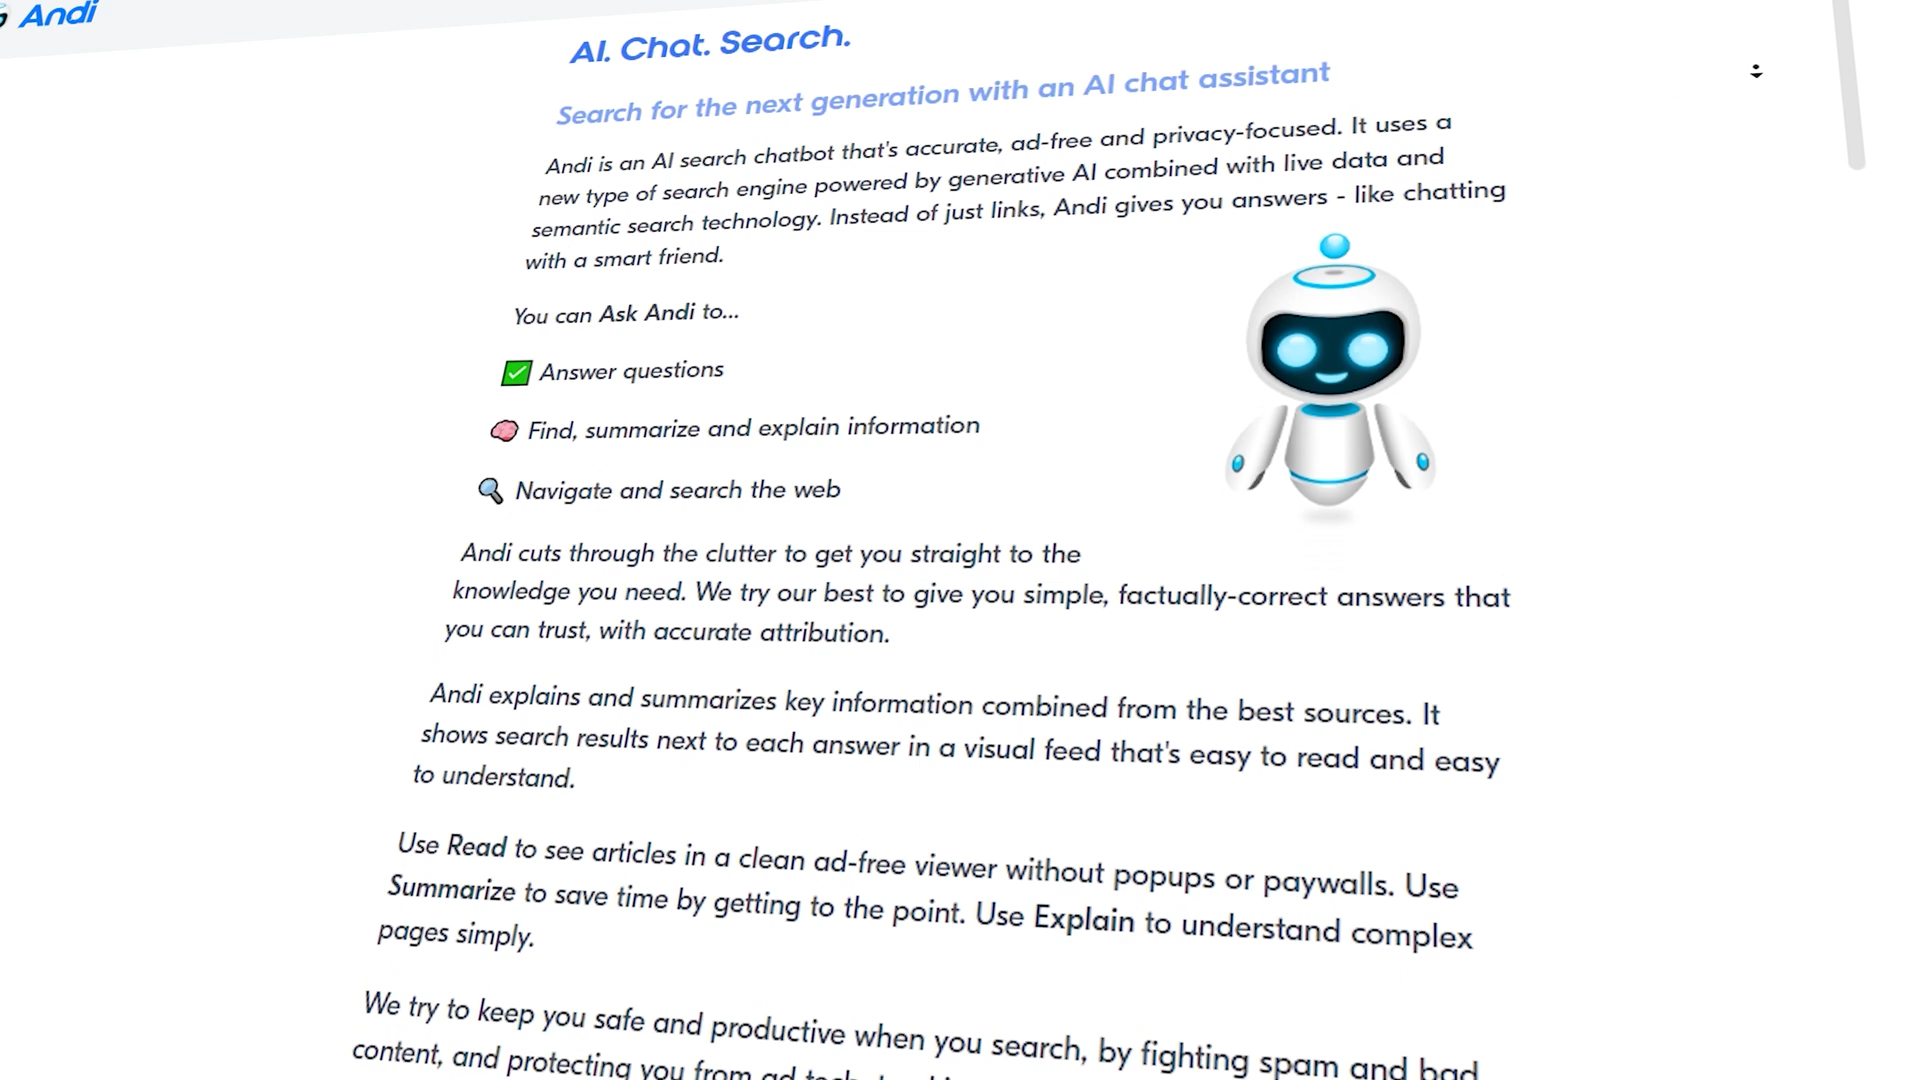 Andi
AI. Chat. Search.
Search for the next generation with an AI chat assistant
Andi is an AI search chatbot that's accurate, ad-free and privacy-focused. It uses a
new type of search engine powered by generative AI combined with live data and
semantic search technology. Instead of just links, Andi gives you answers - like chatting
with a smart friend.
You can Ask Andi to...
Answer questions
Find, summarize and explain information
Navigate and search the web
Andi cuts through the clutter to get you straight to the
knowledge you need. We try our best to give you simple, factually-correct answers that
you can trust, with accurate attribution.
Andi explains and summarizes key information combined from the best sources. It
shows search results next to each answer in a visual feed that's easy to read and easy
to understand.
Use Read to see articles in a clean ad-free viewer without popups or paywalls. Use
Summarize to save time by getting to the point. Use Explain to understand complex
pages simply.
We try to keep you safe and productive when you search, by fighting spam and bad
content, and protecting you from ad